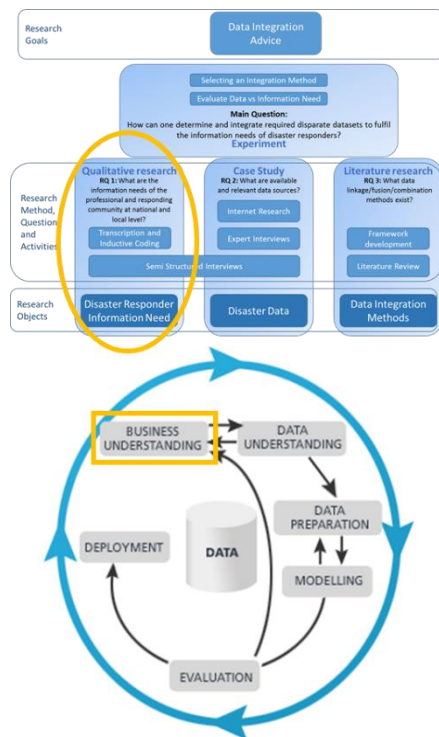 Research
Goals
Data Integration
Advice
Selecting an Integration Method
Evaluate Data vs Information Need
Main Question:
How can one determine and integrate required disparate datasets to fulfil
the information needs of disaster responders?
Experiment
Research
Method,
Question
and
Activities
Qualitative research
RQ 1: What are the
information needs of the
professional and responding
community at national and
local level?
Transcription and
Inductive Coding
Case Study
RQ 2: What are available
and relevant data sources?
Internet Research
Expert Interviews
Semi Structured Interviews
Literature research
RQ 3: What data
linkage/fusion/combination
methods exist?
Framework
development
Literature Review
Research
Objects
Disaster Responder
Information Need
Disaster Data
Data Integration
Methods
BUSINESS
UNDERSTANDING
DATA
UNDERSTANDING
DATA
PREPARATION
DEPLOYMENT
DATA
MODELLING
EVALUATION